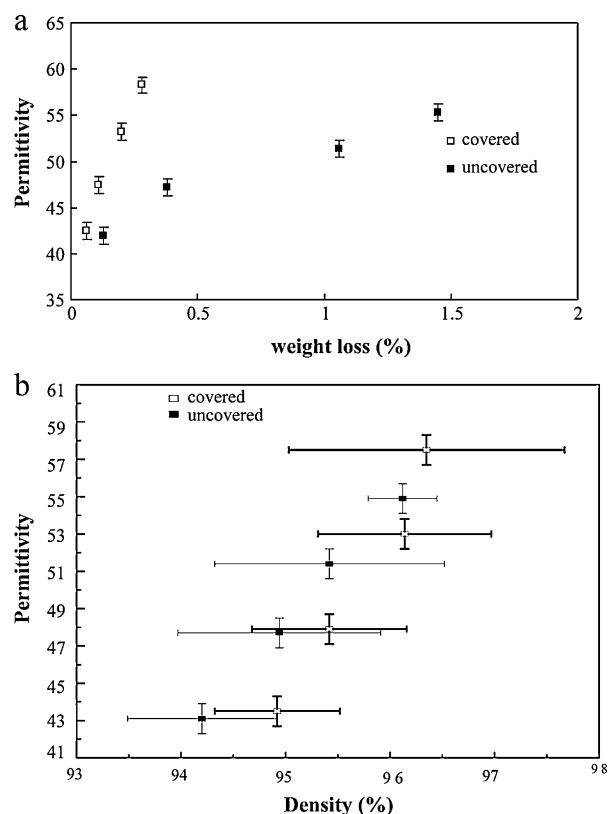 a
65
60
55
50
45
40
35
Permittivity
covered
uncovered
0
0.5
1
1.5
2
weight loss (%)
b
covered
uncovered
61
59
57
55
53
51
49
47
45
43
41
Permittivity
93
94
95
96
97
98
Density (%)